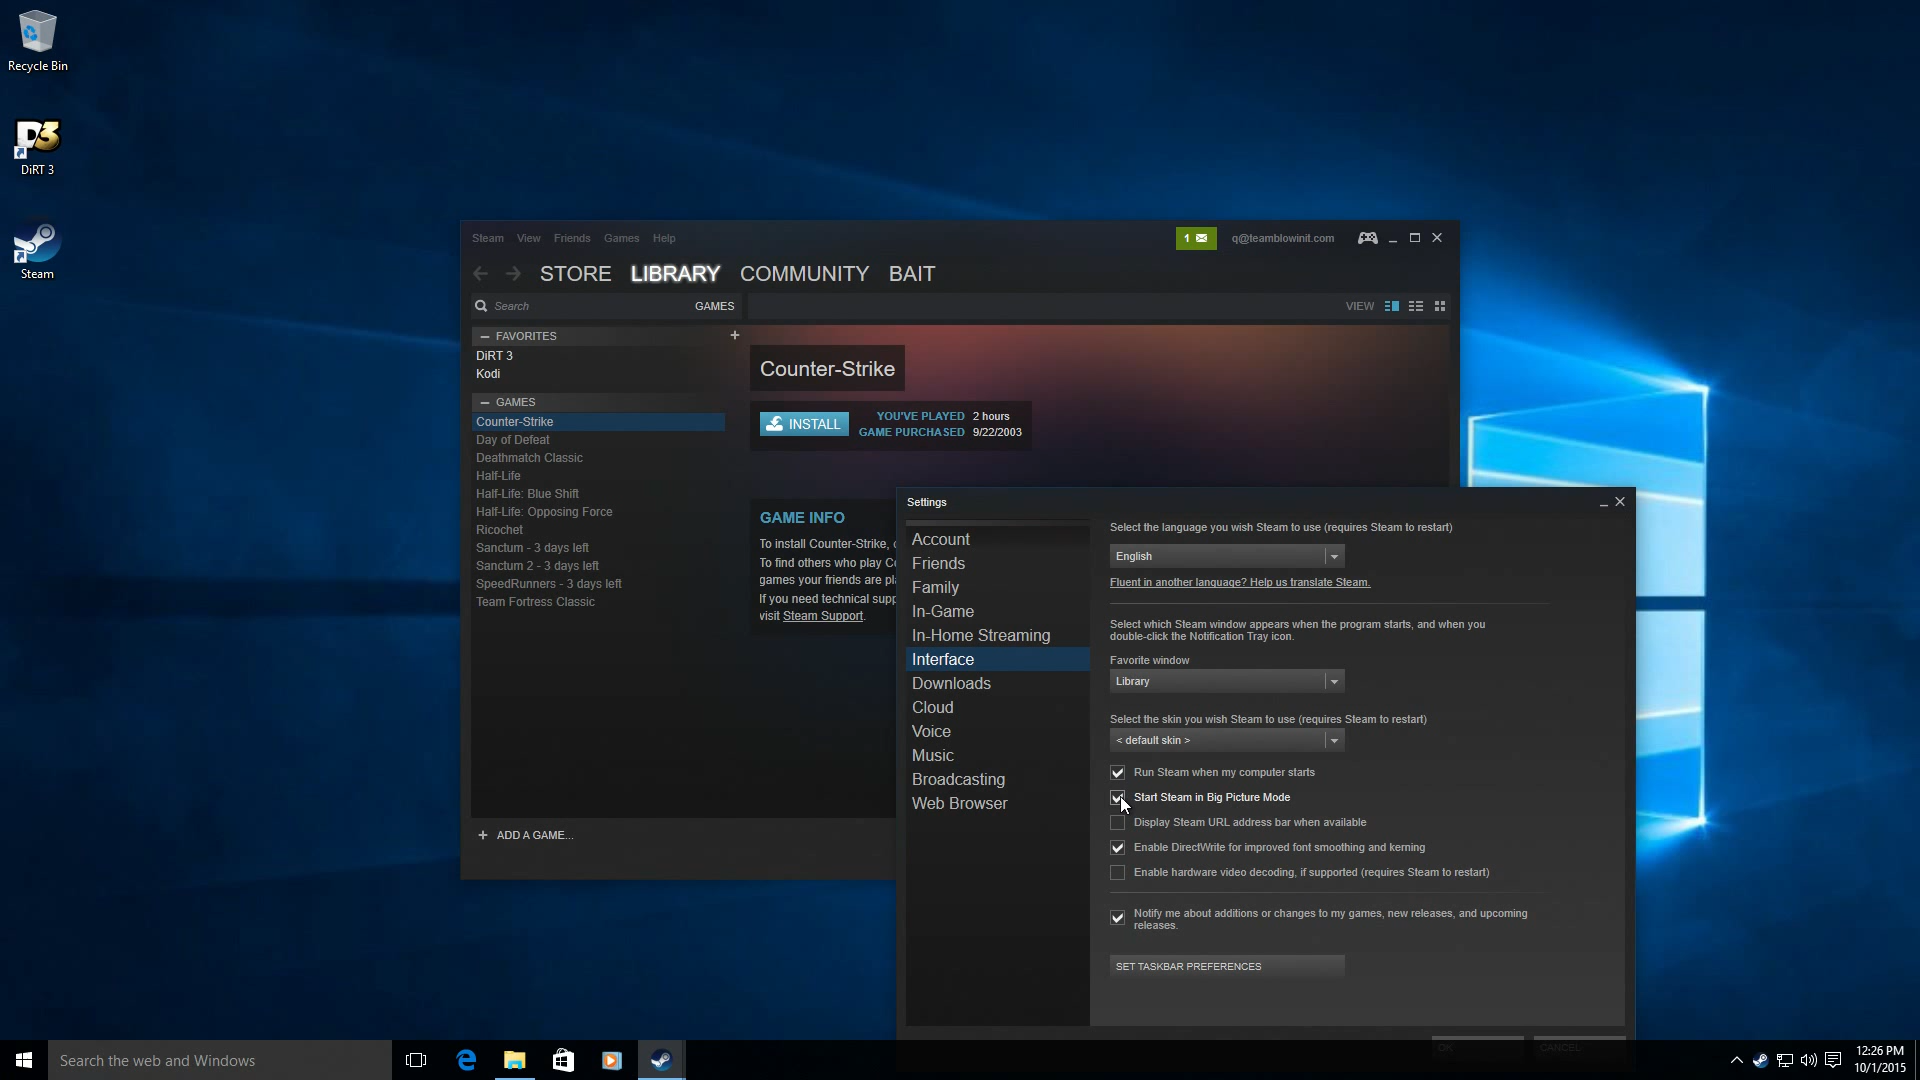 Recycle Bin
DiRT 3
Steam
Steam View Friends Games Help
1 q@teamblowinit.com
STORE LIBRARY COMMUNITY BAIT
Search GAMES
VIEW
FAVORITES
DiRT 3
Kodi
GAMES
Counter-Strike
Day of Defeat
Deathmatch Classic
Half-Life
Half-Life: Blue Shift
Half-Life: Opposing Force
Ricochet
Sanctum - 3 days left
Sanctum 2 - 3 days left
SpeedRunners - 3 days left
Team Fortress Classic
ADD A GAME...
Counter-Strike
INSTALL
YOU'VE PLAYED 2 hours
GAME PURCHASED 9/22/2003
GAME INFO
To install Counter-Strike,
To find others who play
games your friends are
If you need technical
visit Steam Support.
Settings
Account
Friends
Family
In-Game
In-Home Streaming
Interface
Downloads
Cloud
Voice
Music
Broadcasting
Web Browser
Select the language you wish Steam to use (requires Steam to restart)
English
Fluent in another language? Help us translate Steam.
Select which Steam window appears when the program starts, and when you
double-click the Notification Tray icon.
Favorite window
Library
Select the skin you wish Steam to use (requires Steam to restart)
< default skin >
Run Steam when my computer starts
Start Steam in Big Picture Mode
Display Steam URL address bar when available
Enable DirectWrite for improved font smoothing and kerning
Enable hardware video decoding, if supported (requires Steam to restart)
Notify me about additions or changes to my games, new releases, and upcoming
releases.
SET TASKBAR PREFERENCES
OK CANCEL
Search the web and Windows
12:26 PM
10/1/2015